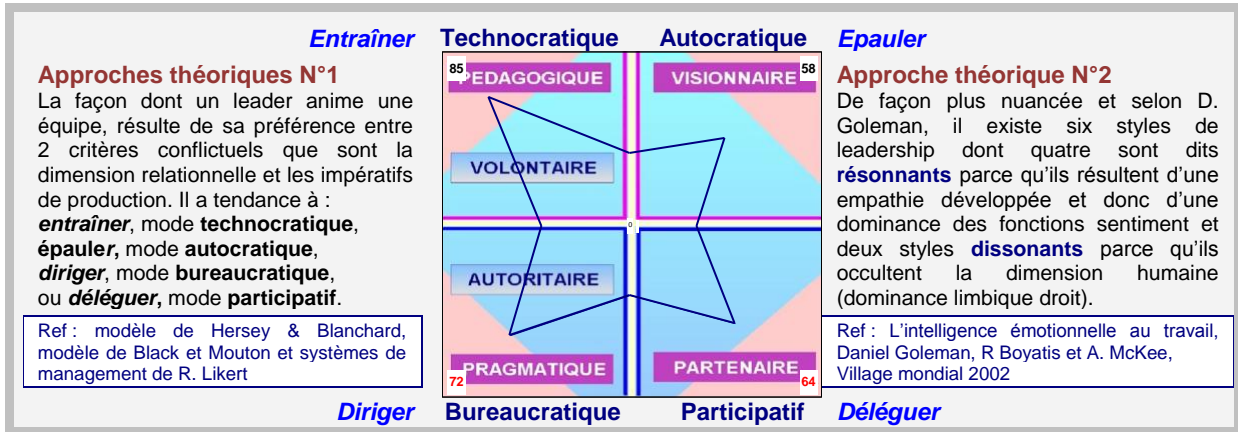 Entraîner Technocratique Autocratique Epauler
Approches théoriques N°1
La façon dont un leader anime une
équipe, résulte de sa préférence entre
2 critères conflictuels que sont la
dimension relationnelle et les impératifs
de production. Il a tendance à :
entraîner, mode technocratique,
épauler, mode autocratique,
diriger, mode bureaucratique,
ou déléguer, mode participatif.
Ref : modèle de Hersey & Blanchard,
modèle de Black et Mouton et systèmes de
management de R. Likert
85
PEDAGOGIQUE
VISIONNAIRE
58
VOLONTAIRE
0
AUTORITAIRE
PRAGMATIQUE
72
PARTENAIRE
64
Approche théorique N°2
De façon plus nuancée et selon D.
Goleman, il existe six styles de
leadership dont quatre sont dits
résonnants parce qu'ils résultent d'une
empathie développée et donc d'une
dominance des fonctions sentiment et
deux styles dissonants parce qu'ils
occultent la dimension humaine
(dominance limbique droit).
Ref : L'intelligence émotionnelle au travail,
Daniel Goleman, R Boyatis et A. McKee,
Village mondial 2002
Diriger Bureaucratique Participatif Déléguer